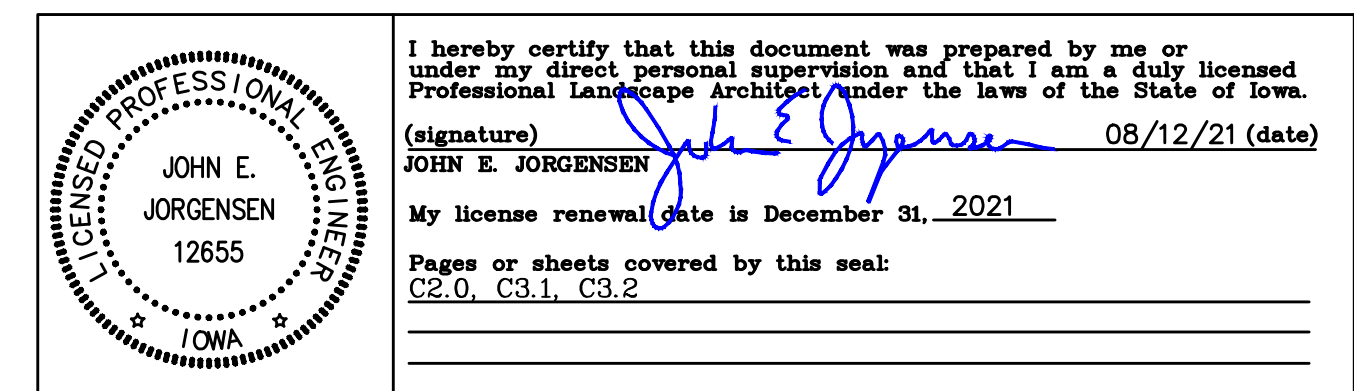 LICENSED PROFESSIONAL ENGINEER
JOHN E.
JORGENSEN
12655
IOWA
I hereby certify that this document was prepared by me or
under my direct personal supervision and that I am a duly licensed
Professional Landscape Architect under the laws of the State of Iowa.
(signature) John E Jorgensen 08/12/21 (date)
JOHN E. JORGENSEN
My license renewal date is December 31, 2021
Pages or sheets covered by this seal:
C2.0, C3.1, C3.2